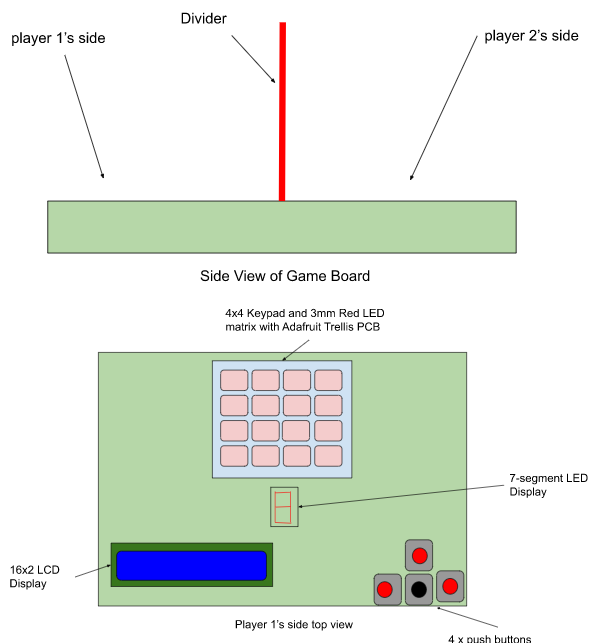 Divider
player 1's side
player 2's side
Side View of Game Board
4x4 Keypad and 3mm Red LED
matrix with Adafruit Trellis PCB
7-segment LED
Display
16x2 LCD
Display
Player 1's side top view
4 x push buttons